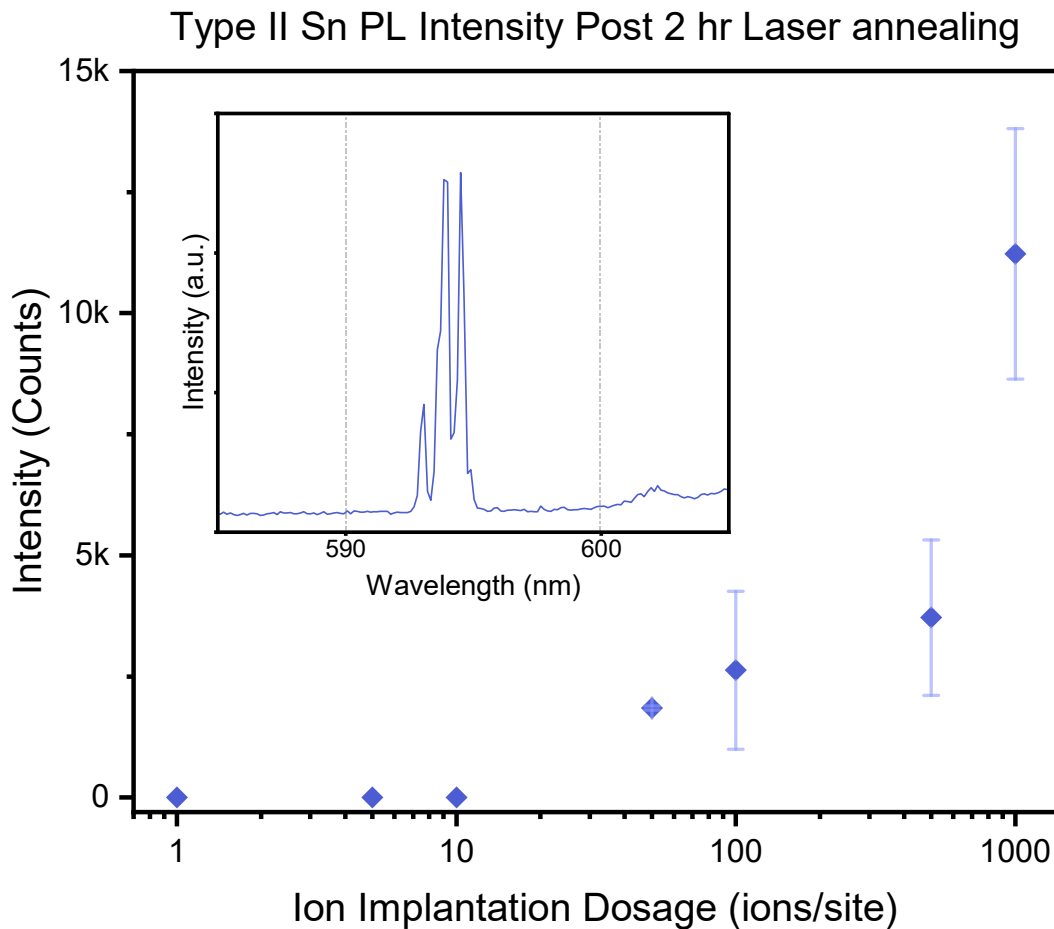 Type II Sn PL Intensity Post 2 hr Laser annealing
15k
10k
5k
0
Intensity (Counts)
Intensity (a.u.)
590
600
Wavelength (nm)
1
10
100
1000
Ion Implantation Dosage (ions/site)